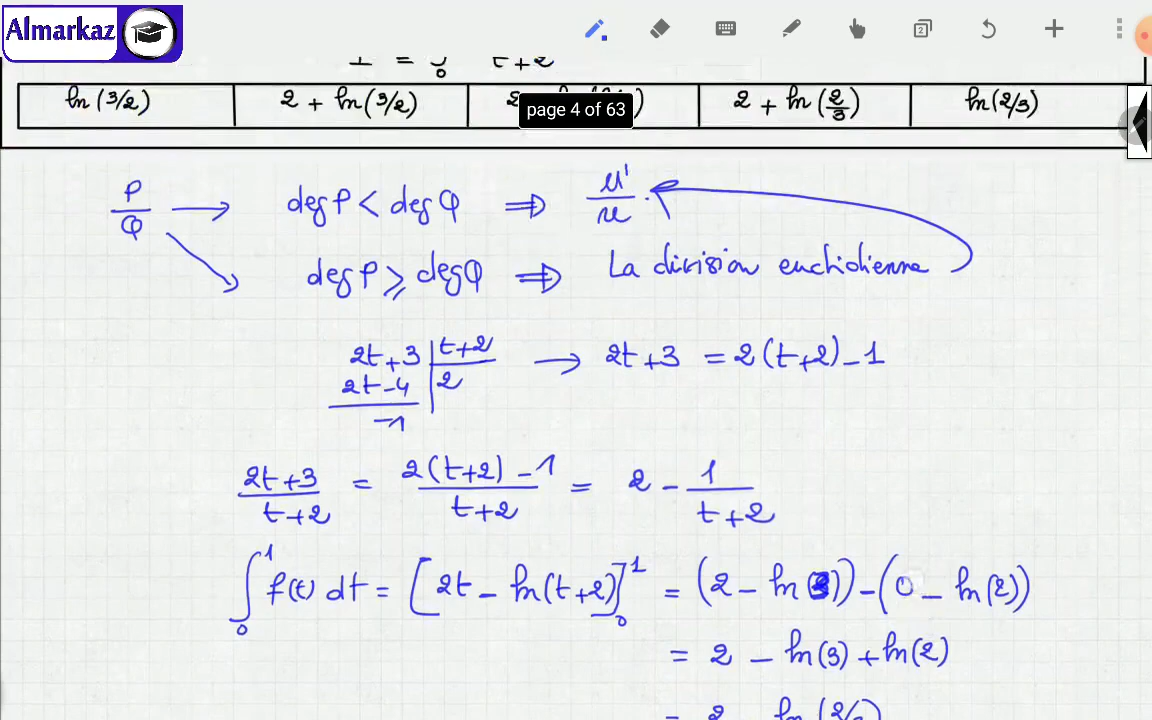 Almarkaz
ln(3/2) 2 + ln(3/2) 2 2 + ln(2/3) ln(2/3)
page 4 of 63
P/Q → deg P < deg Q ⇒ u'/u
deg P ≥ deg Q ⇒ La division euclidienne
2t+3 | t+2 → 2t+3 = 2(t+2)-1
2t-4 | 2
-1
(2t+3)/(t+2) = (2(t+2)-1)/(t+2) = 2 - 1/(t+2)
∫₀¹ f(t) dt = [2t - ln(t+2)]₀¹ = (2 - ln(3)) - (0 - ln(2))
= 2 - ln(3) + ln(2)